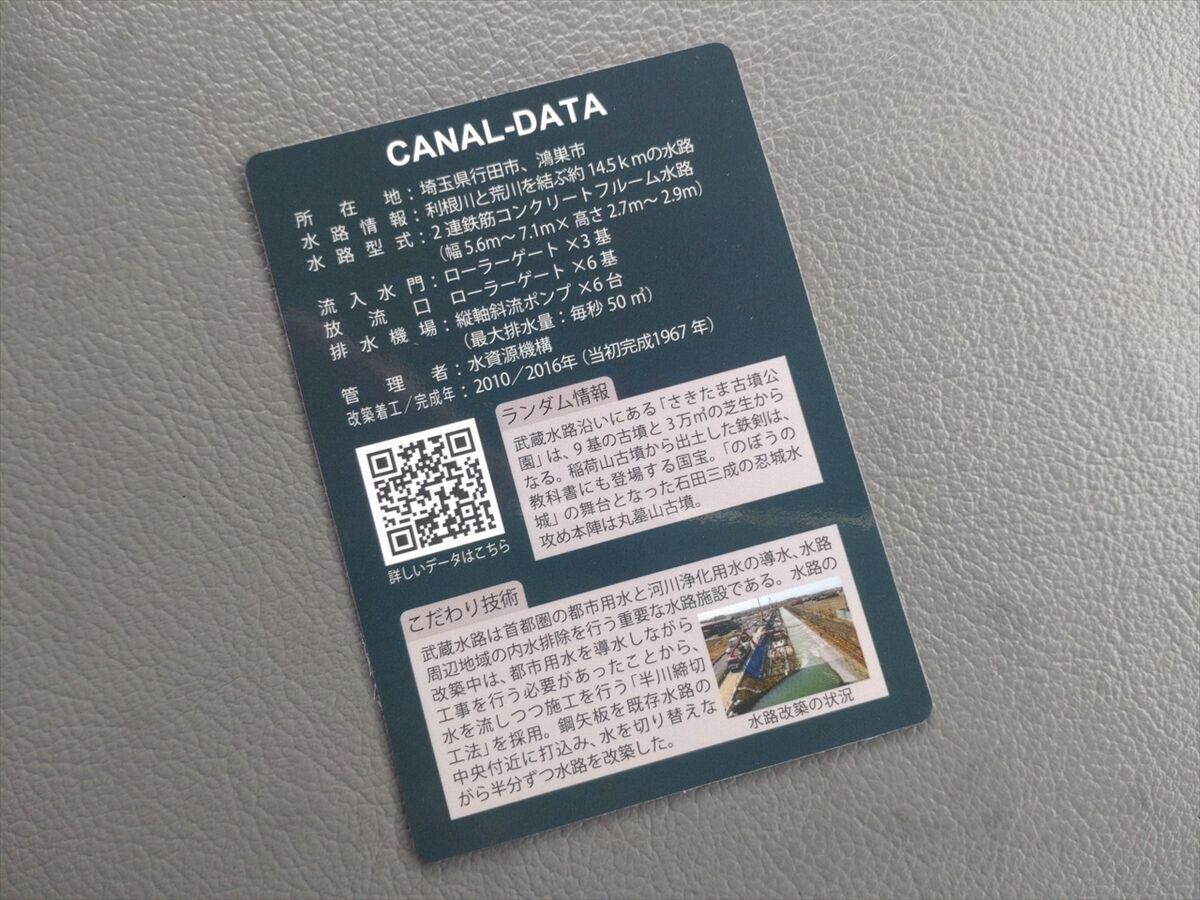 CANAL-DATA
所在地：埼玉県行田市、鴻巣市
水路情報：利根川と荒川を結ぶ約 14.5ｋｍの水路
水路型式：2 連鉄筋コンクリートフルーム水路
（幅 5.6m～ 7.1m× 高さ 2.7m～ 2.9m）
流入水門：ローラーゲート ×3 基
放流口 ローラーゲート ×6 基
排水機場：縦軸斜流ポンプ ×6 台
（最大排水量：毎秒 50 ㎥）
管理者：水資源機構
改築着工/完成年：2010／2016年（当初完成1967 年）
ランダム情報
武蔵水路沿いにある「さきたま古墳公
園」は、9 基の古墳と 3 万㎡の芝生から
なる。稲荷山古墳から出土した鉄剣は、
教科書にも登場する国宝。「のぼうの
城」の舞台となった石田三成の忍城水
攻め本陣は丸墓山古墳。
詳しいデータはこちら
こだわり技術
武蔵水路は首都圏の都市用水と河川浄化用水の導水、水路
周辺地域の内水排除を行う重要な水路施設である。水路の
改築中は、都市用水を導水しながら
工事を行う必要があったことから、
水を流しつつ施工を行う「半川締切
工法」を採用。鋼矢板を既存水路の
中央付近に打込み、水を切り替えな
がら半分ずつ水路を改築した。
水路改築の状況